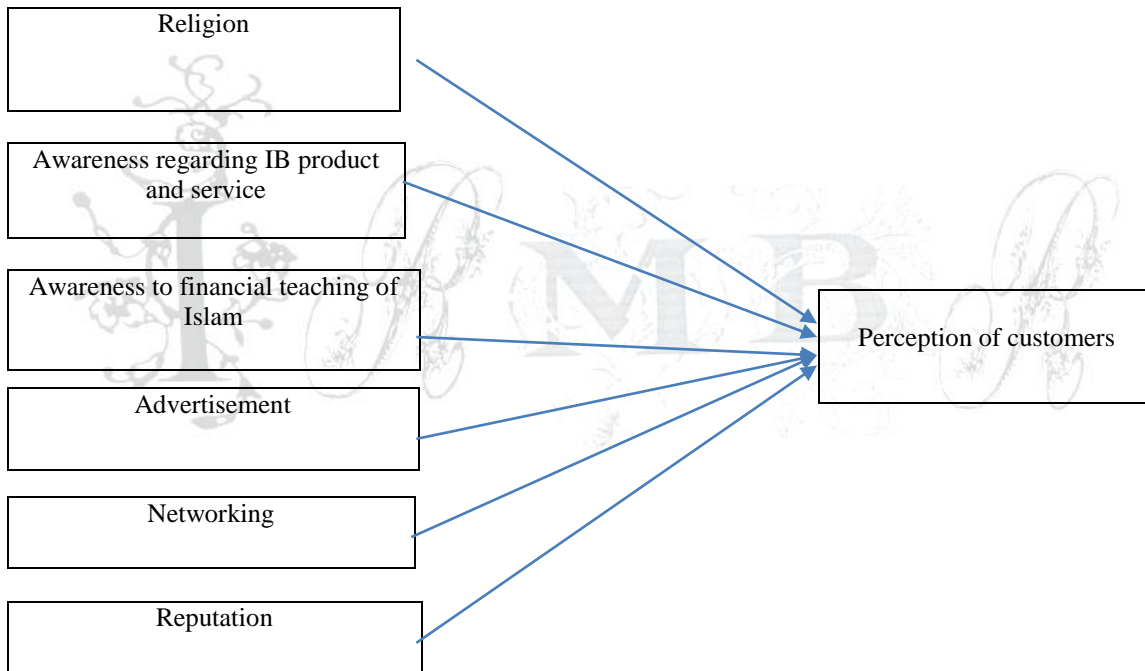 Religion
Awareness regarding IB product
and service
Awareness to financial teaching of
Islam
Advertisement
Networking
Reputation
Perception of customers
I R M B R